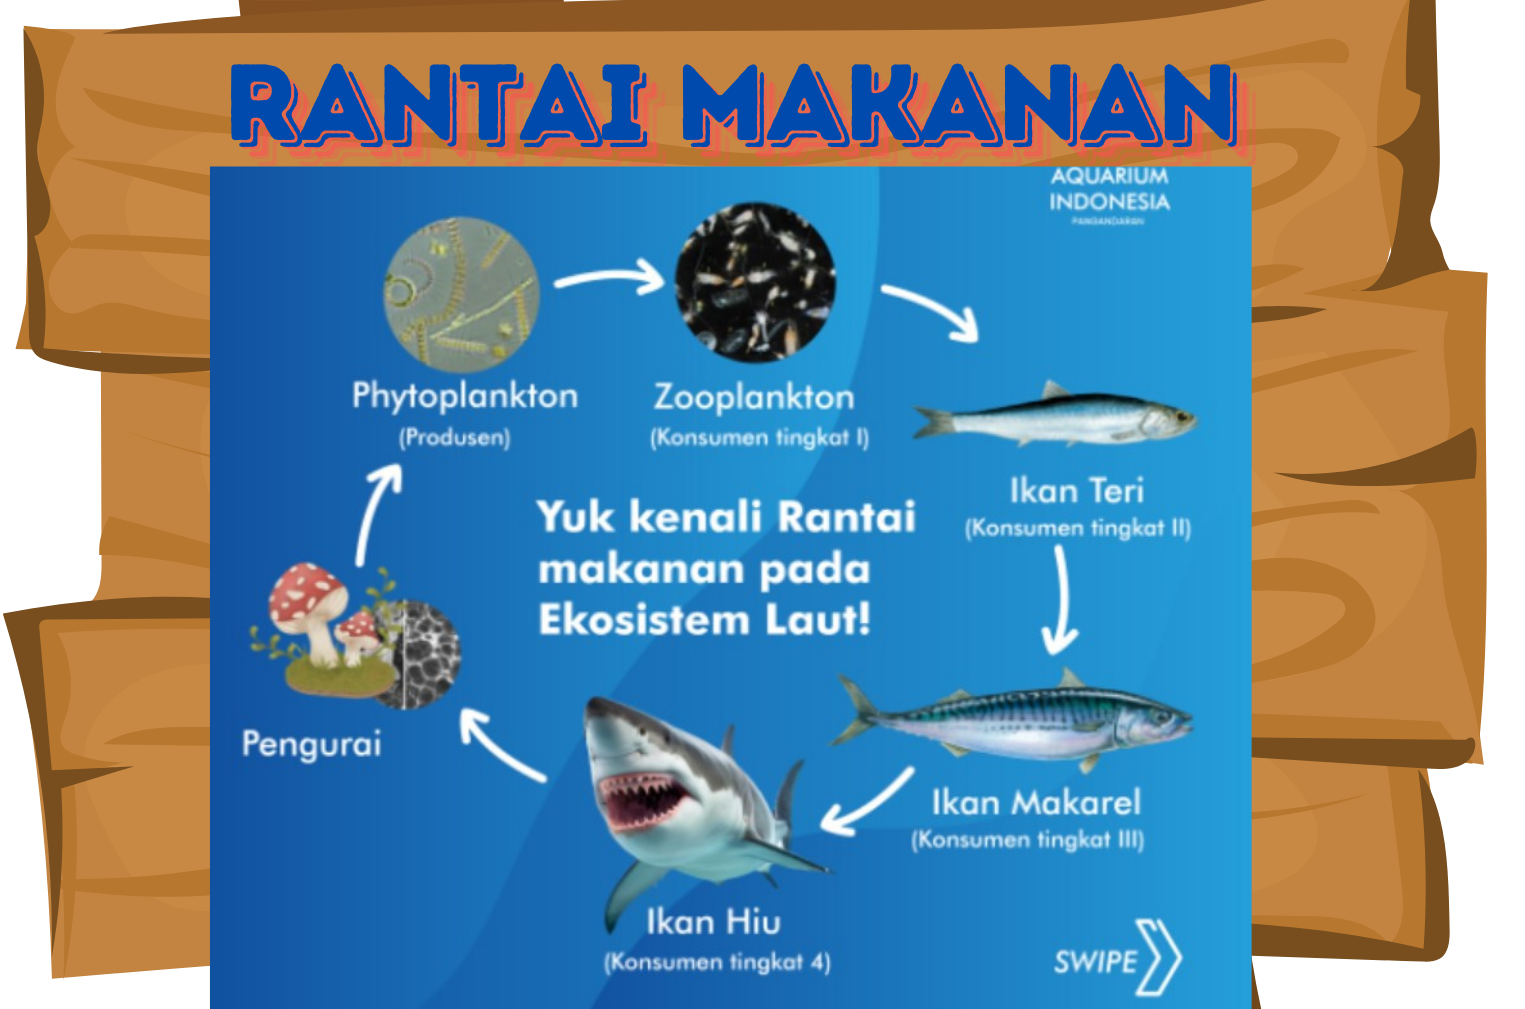 RANTAI MAKANAN
AQUARIUM
INDONESIA
PANGANDARAN
Phytoplankton
(Produsen)
Zooplankton
(Konsumen tingkat I)
Ikan Teri
(Konsumen tingkat II)
Yuk kenali Rantai
makanan pada
Ekosistem Laut!
Pengurai
Ikan Makarel
(Konsumen tingkat III)
Ikan Hiu
(Konsumen tingkat 4)
SWIPE